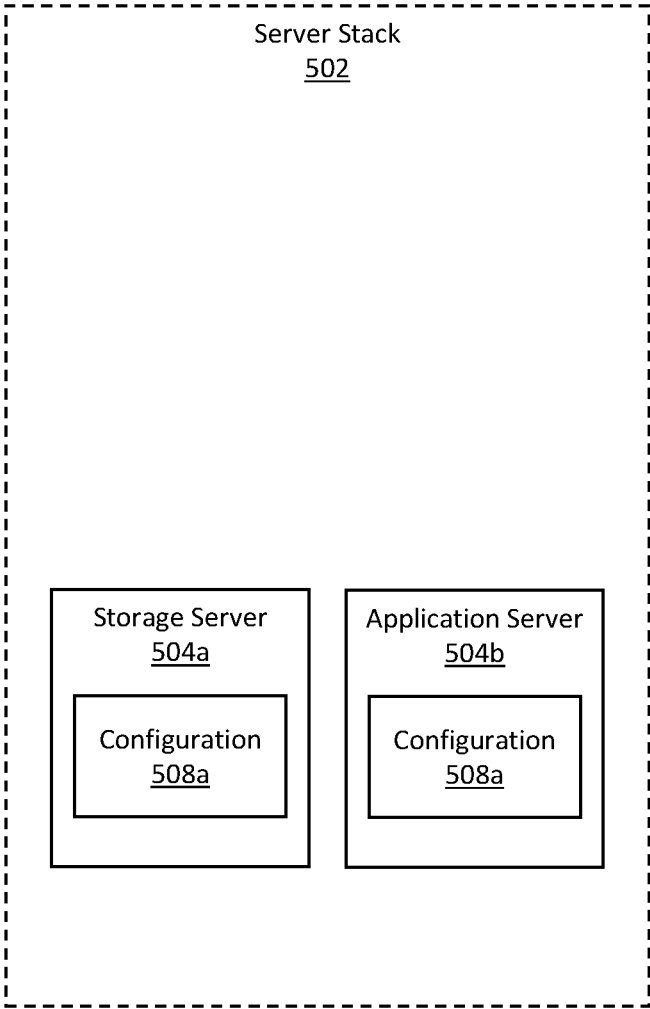 Server Stack
502
Storage Server
504a
Configuration
508a
Application Server
504b
Configuration
508a